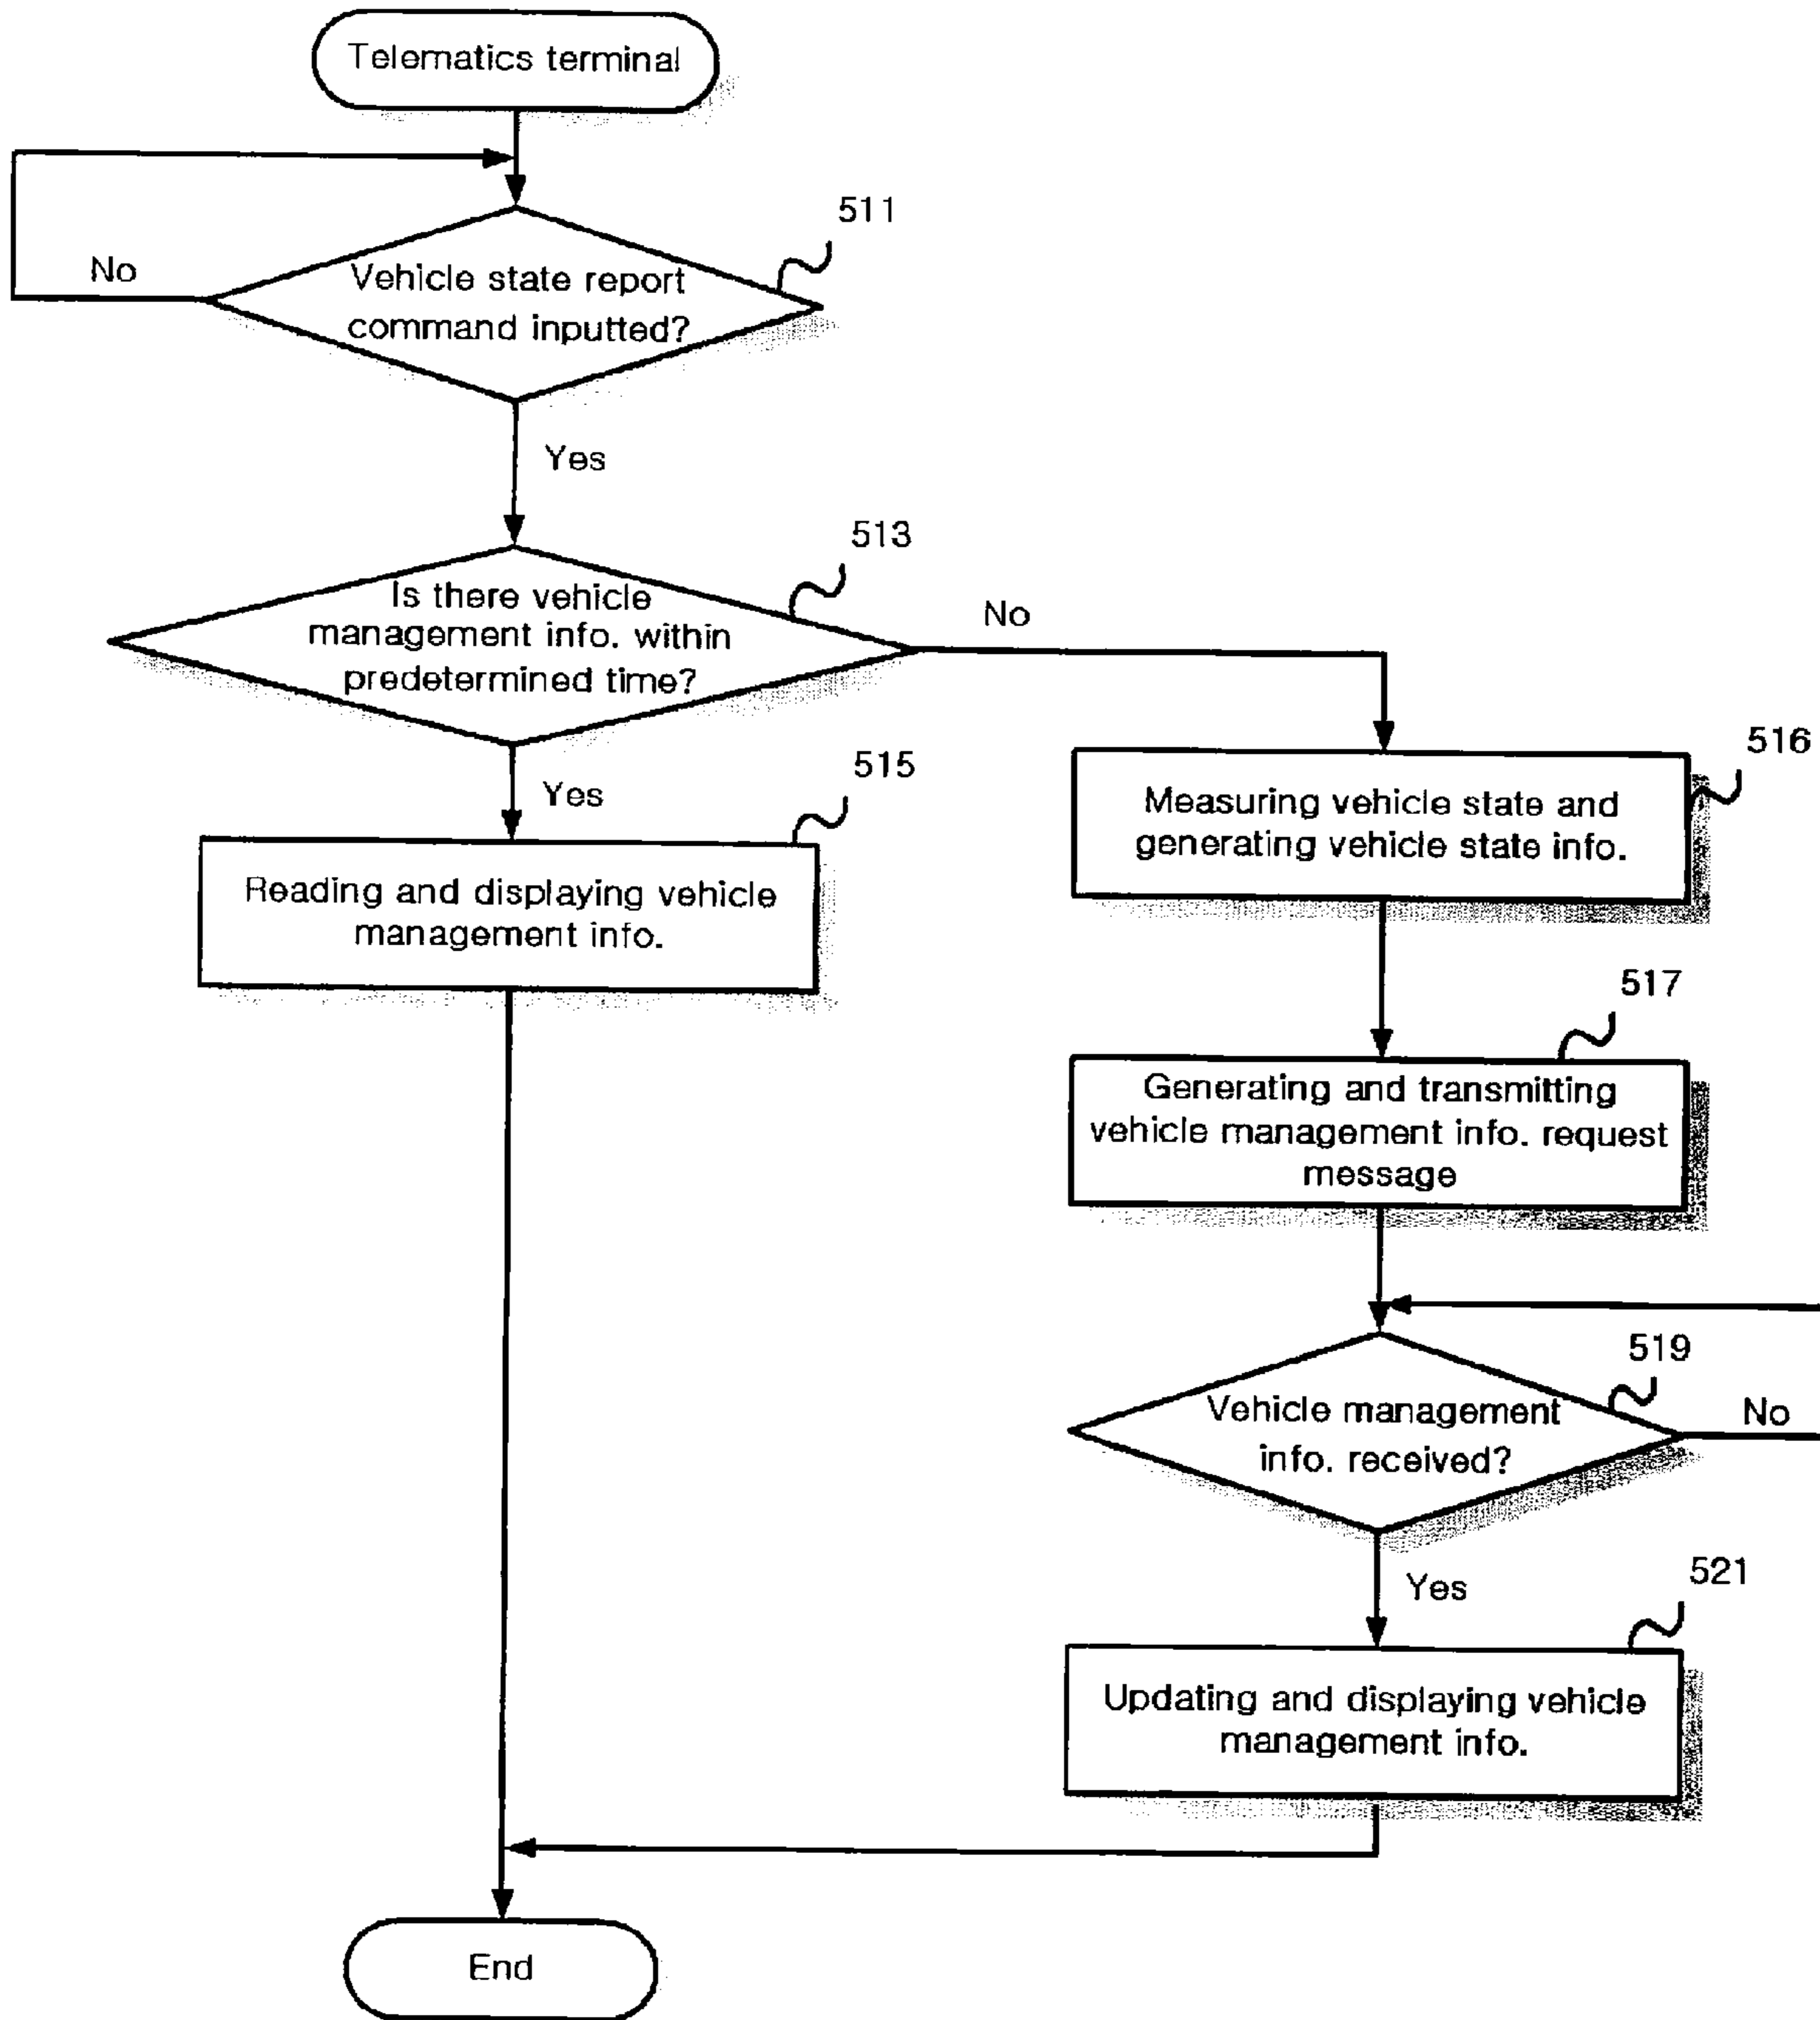 Telematics terminal
511
No
Vehicle state report
command inputted?
Yes
513
Is there vehicle
management info. within
predetermined time?
No
Yes
515
Reading and displaying vehicle
management info.
516
Measuring vehicle state and
generating vehicle state info.
517
Generating and transmitting
vehicle management info. request
message
519
Vehicle management
info. received?
No
Yes
521
Updating and displaying vehicle
management info.
End